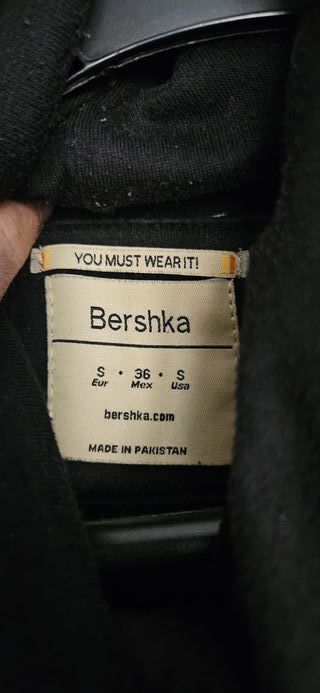 YOU MUST WEAR IT!
Bershka
S • 36 • S
Eur Mex Usa
bershka.com
MADE IN PAKISTAN